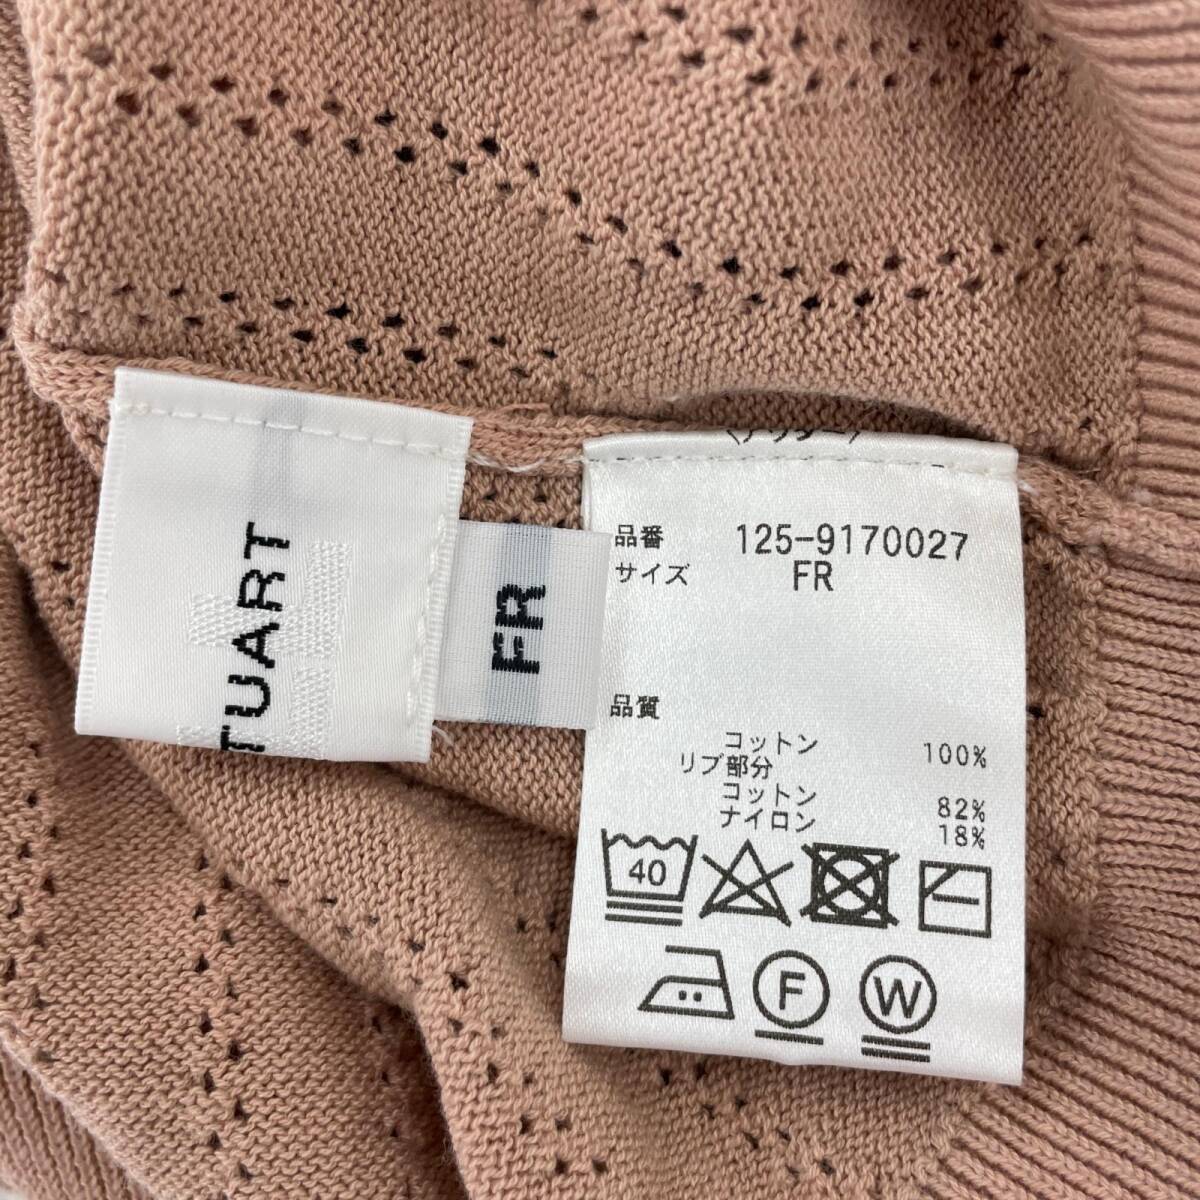 TUART
FR
品番 125-9170027
サイズ FR
品質
コットン 100%
リブ部分
コットン 82%
ナイロン 18%
40
F
W